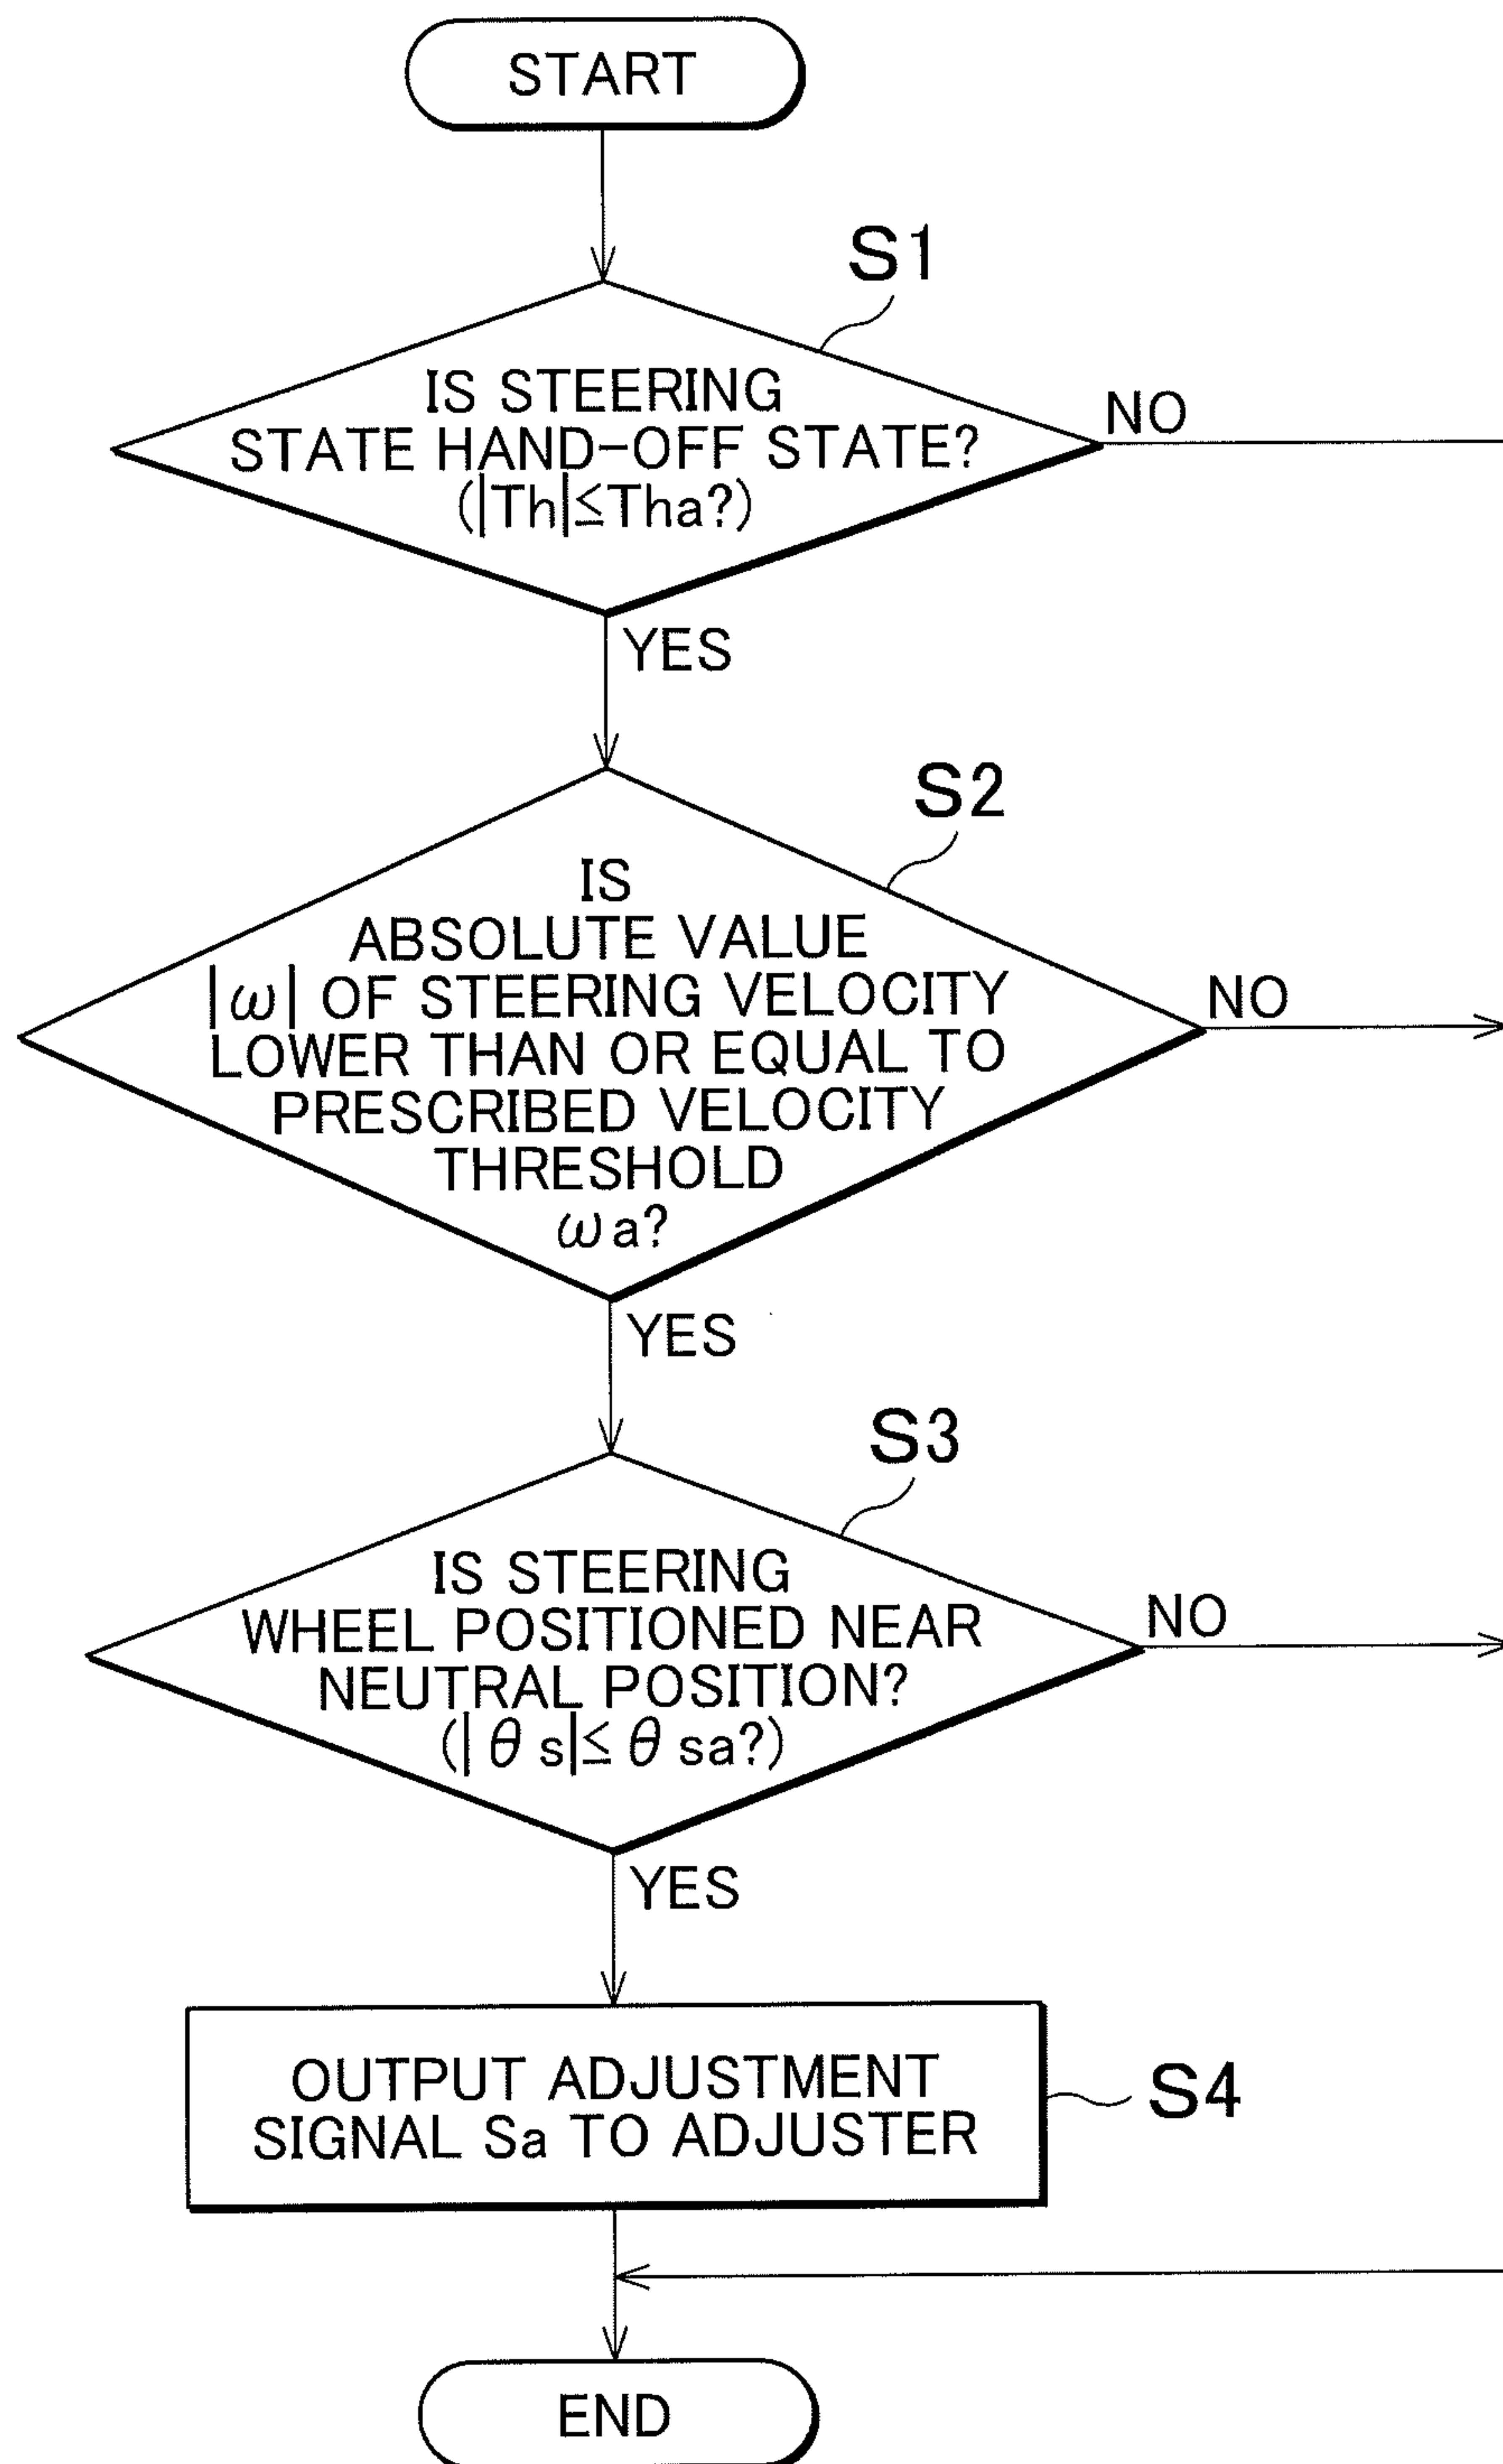 START
S1
IS STEERING
STATE HAND-OFF STATE?
(|Th|≦Tha?)
NO
YES
S2
IS
ABSOLUTE VALUE
|ω| OF STEERING VELOCITY
LOWER THAN OR EQUAL TO
PRESCRIBED VELOCITY
THRESHOLD
ωa?
NO
YES
S3
IS STEERING
WHEEL POSITIONED NEAR
NEUTRAL POSITION?
(|θs|≦θsa?)
NO
YES
OUTPUT ADJUSTMENT
SIGNAL Sa TO ADJUSTER
S4
END